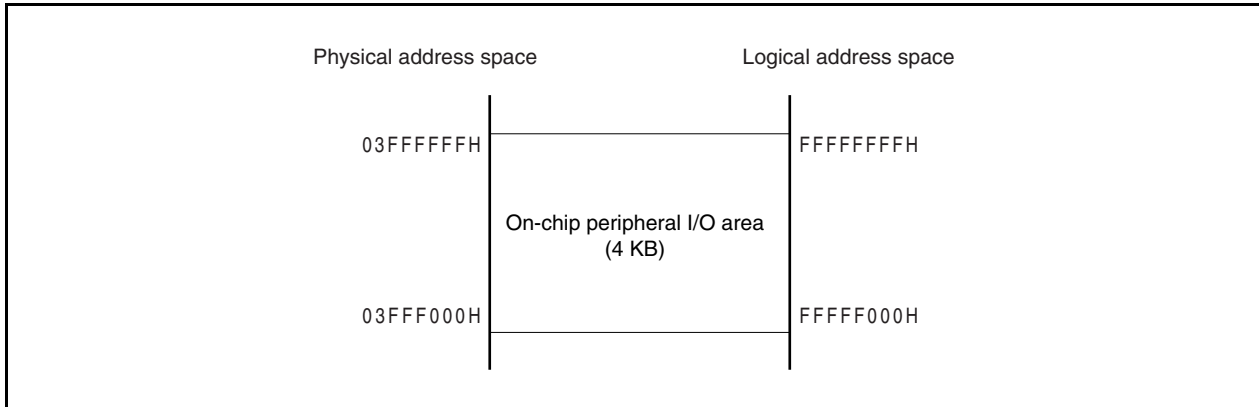 Physical address space
Logical address space
03FFFFFFH
FFFFFFFFH
On-chip peripheral I/O area
(4 KB)
03FFF000H
FFFFF000H